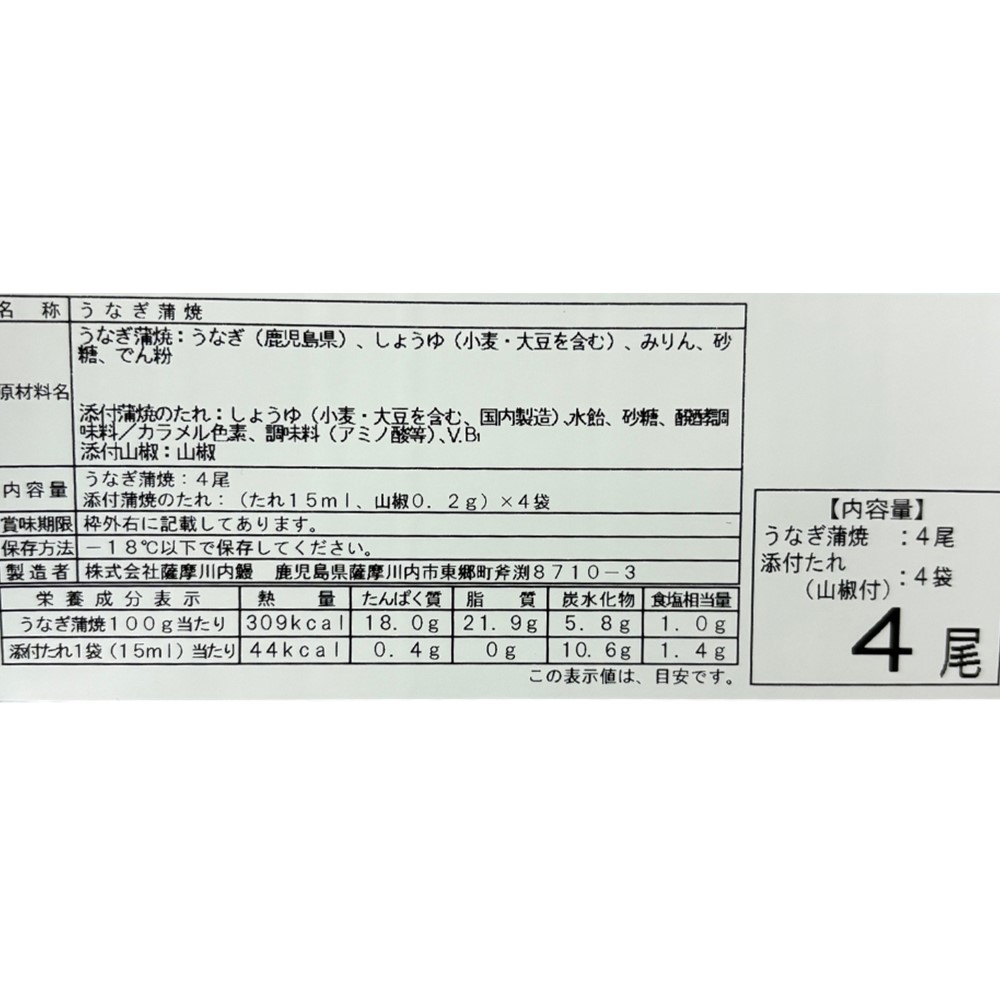 名 称 うなぎ蒲焼
原材料名 うなぎ蒲焼：うなぎ（鹿児島県）、しょうゆ（小麦・大豆を含む）、みりん、砂
糖、でん粉
添付蒲焼のたれ：しょうゆ（小麦・大豆を含む、国内製造）、水飴、砂糖、醗酵調
味料／カラメル色素、調味料（アミノ酸等）、V.B₁
添付山椒：山椒
内容量 うなぎ蒲焼：４尾
添付蒲焼のたれ：（たれ１５ｍｌ、山椒０．２ｇ）×４袋
賞味期限 枠外右に記載してあります。
保存方法 －１８℃以下で保存してください。
製造者 株式会社薩摩川内鰻 鹿児島県薩摩川内市東郷町斧渕８７１０－３
栄養成分表示 熱 量 たんぱく質 脂 質 炭水化物 食塩相当量
うなぎ蒲焼１００ｇ当たり 309kcal 18.0g 21.9g 5.8g 1.0g
添付たれ1袋（15ml）当たり 44kcal 0.4g 0g 10.6g 1.4g
この表示値は、目安です。
【内容量】
うなぎ蒲焼 ：４尾
添付たれ
（山椒付）：４袋
４尾